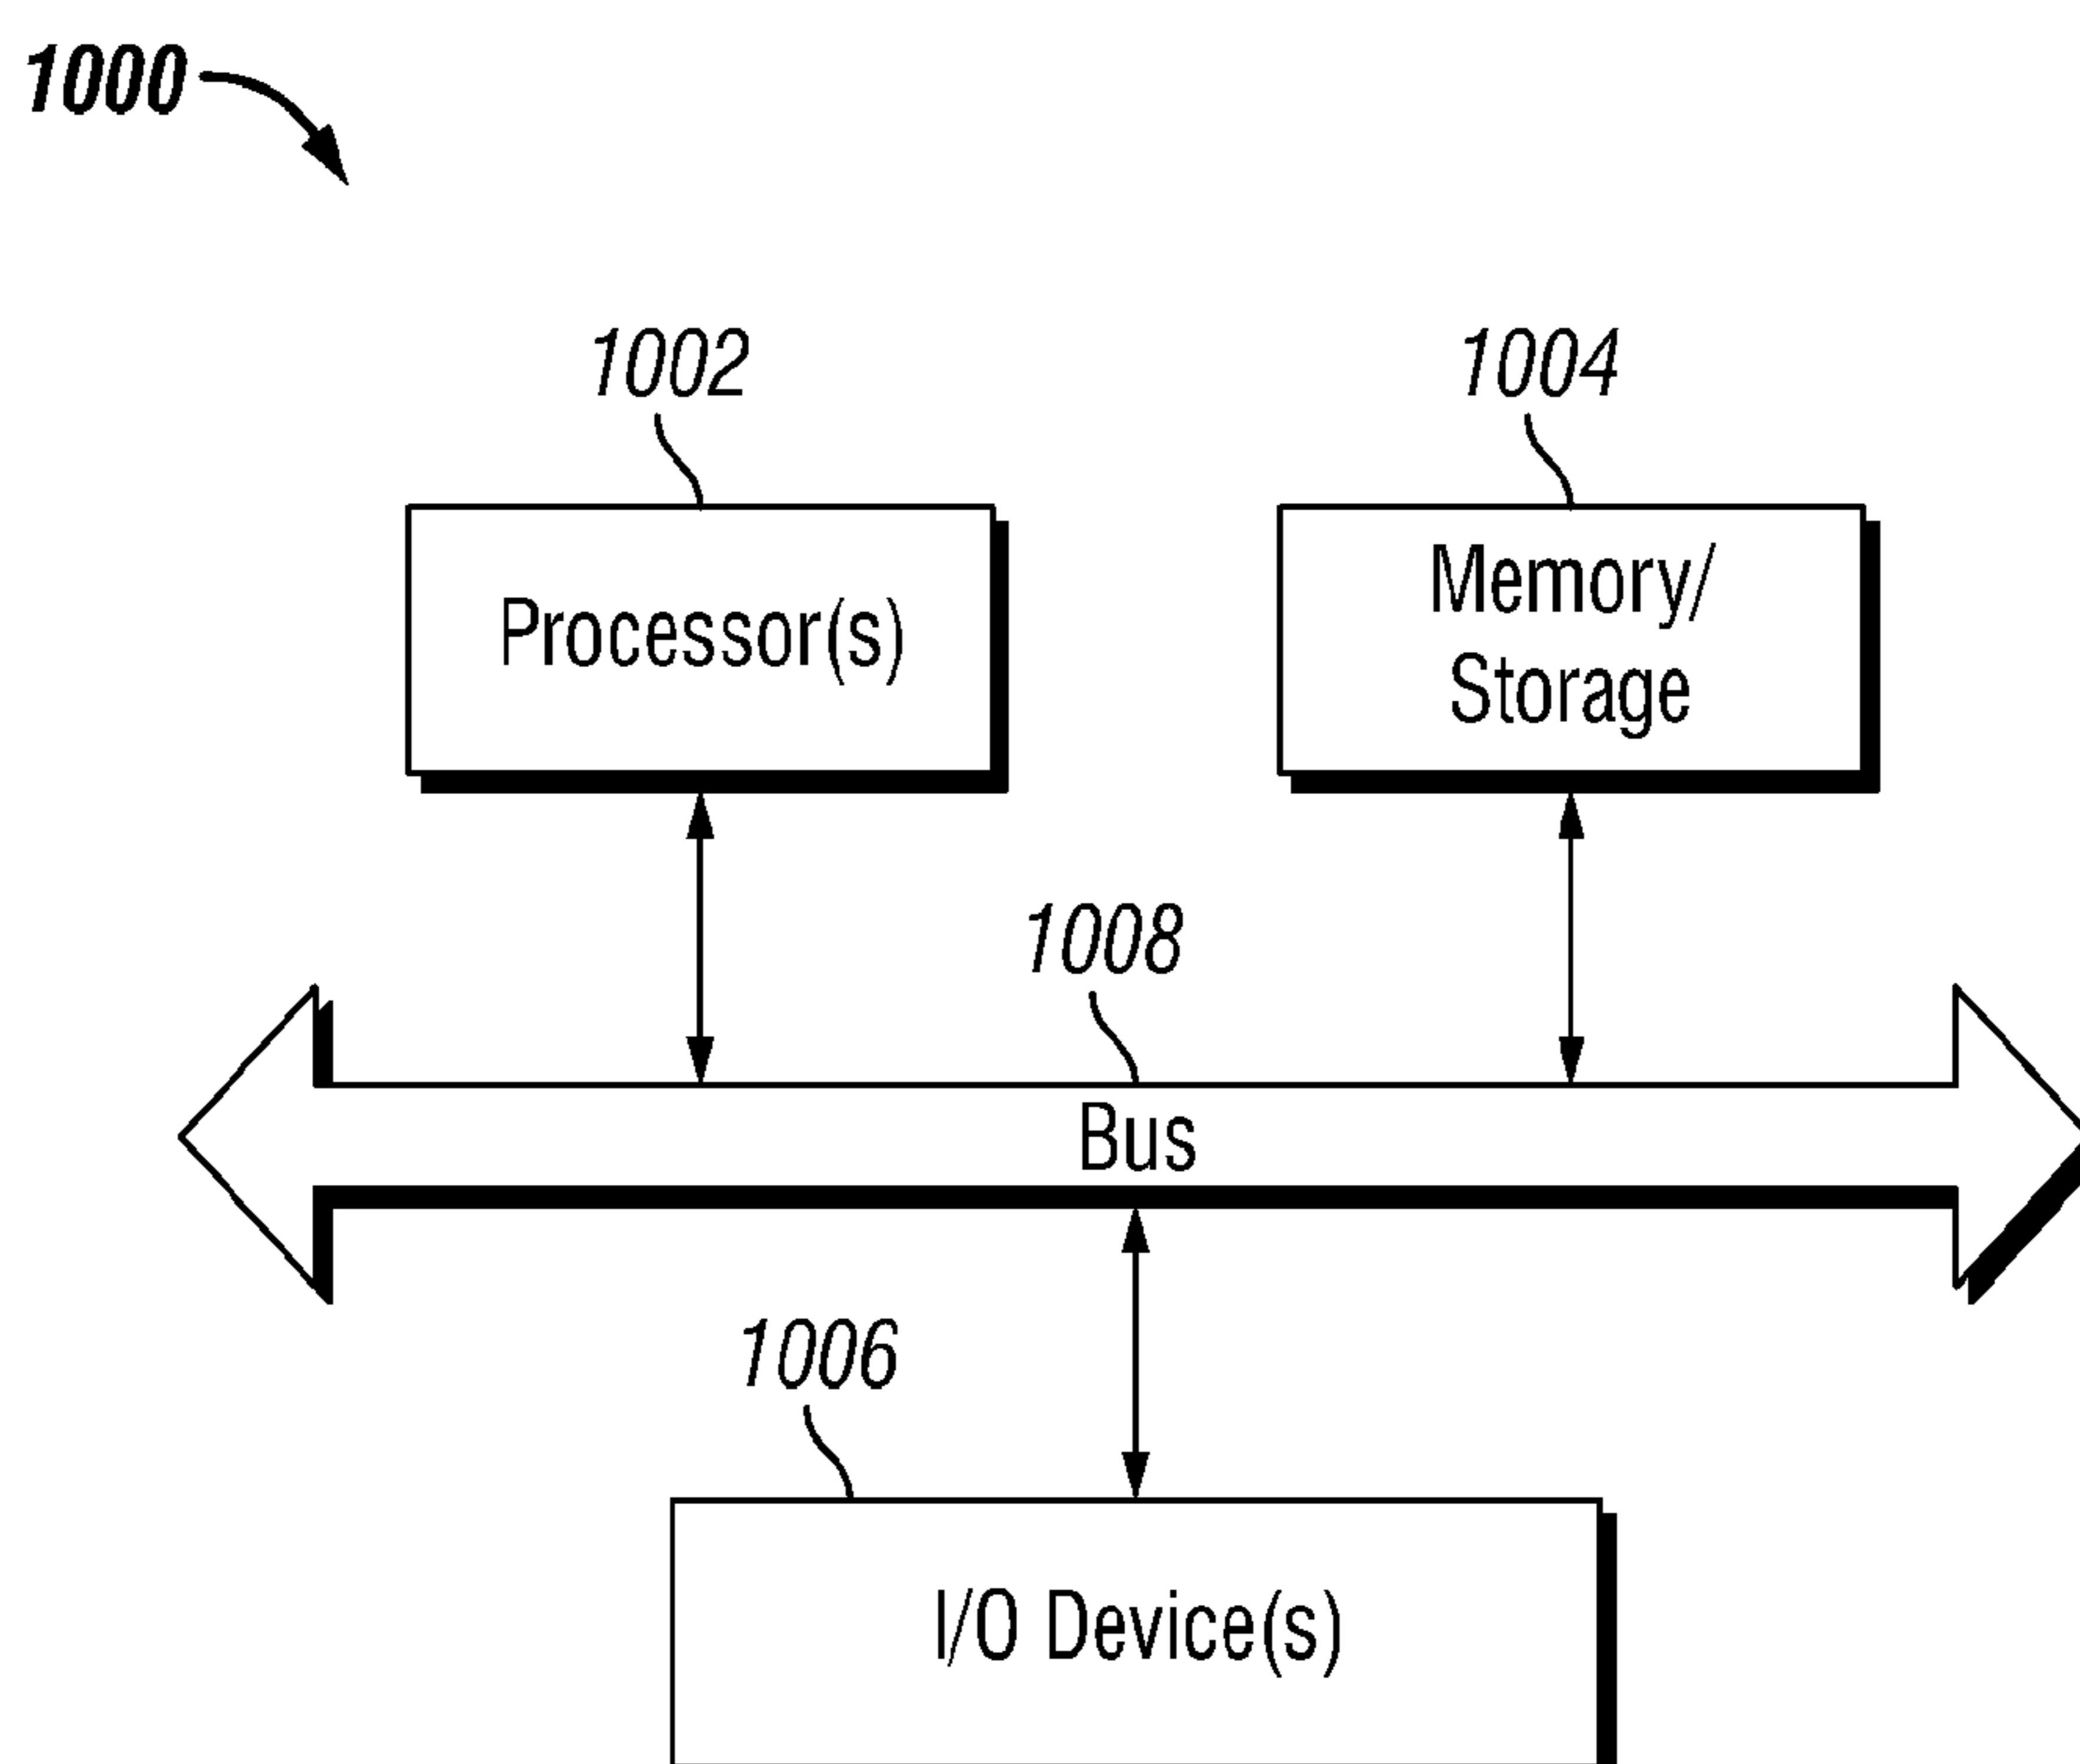 1000
1002
1004
Processor(s)
Memory/
Storage
1008
Bus
1006
I/O Device(s)